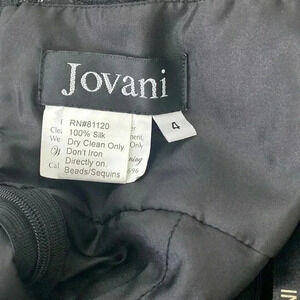 Jovani
4
RN#81120
100% Silk
Dry Clean Only
Don't Iron
Directly on
Beads/Sequins